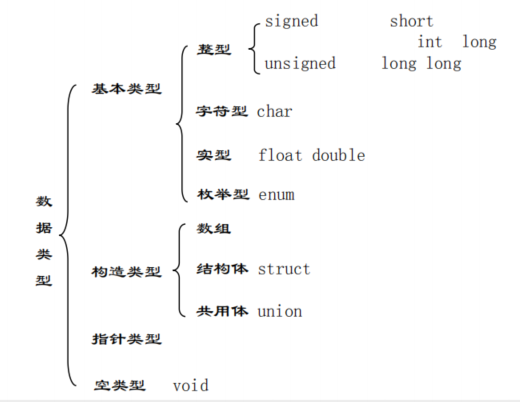 signed short
整型 int long
unsigned long long
基本类型
字符型 char
实型 float double
枚举型 enum
数据类型
数组
构造类型 结构体 struct
共用体 union
指针类型
空类型 void